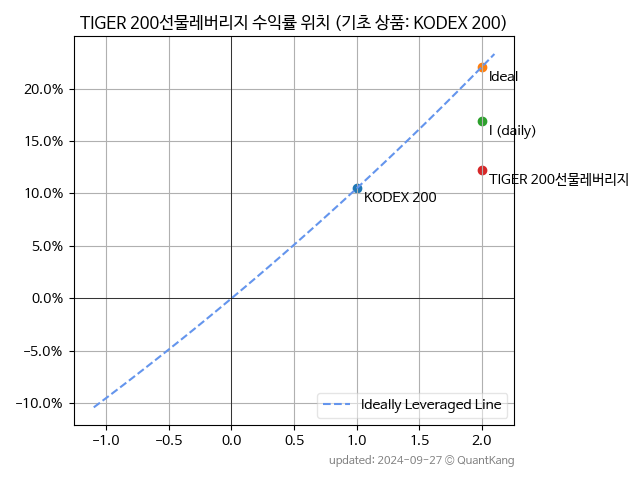 TIGER 200선물레버리지 수익률 위치 (기초 상품: KODEX 200)
20.0%
15.0%
10.0%
5.0%
0.0%
−5.0%
−10.0%
Ideal
I (daily)
TIGER 200선물레버리지
KODEX 200
Ideally Leveraged Line
−1.0 −0.5 0.0 0.5 1.0 1.5 2.0
updated: 2024-09-27 © QuantKang